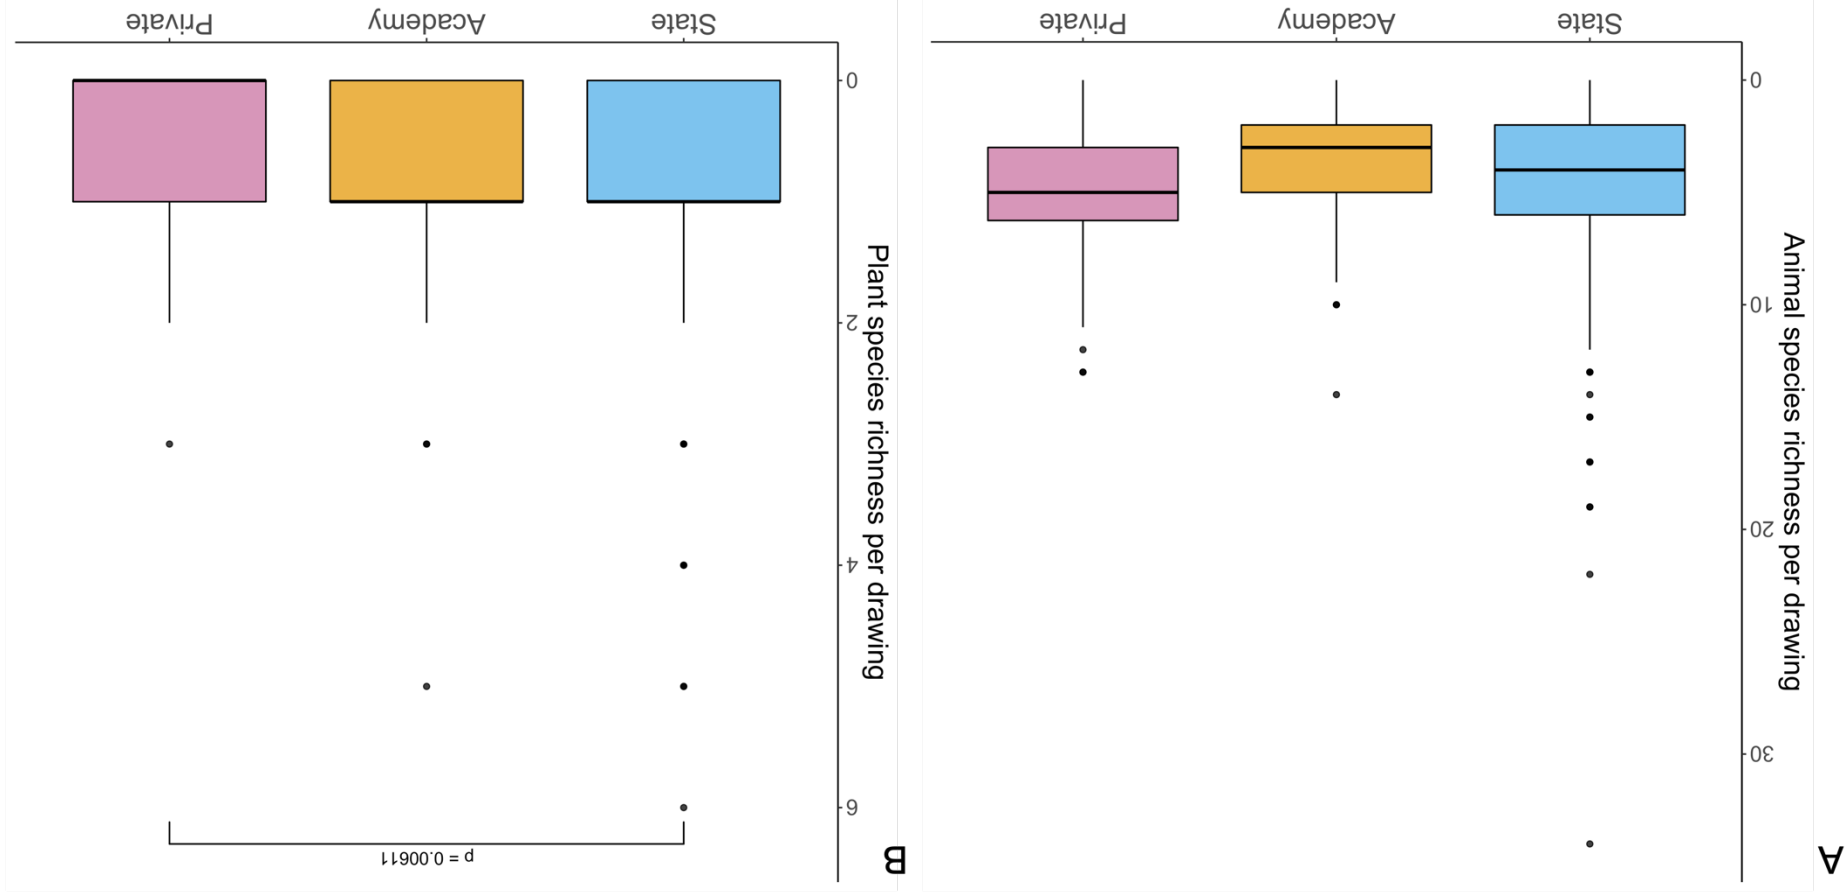 A
Animal species richness per drawing
30
20
10
0
State
Academy
Private
B
p = 0.00611
Plant species richness per drawing
6
4
2
0
State
Academy
Private